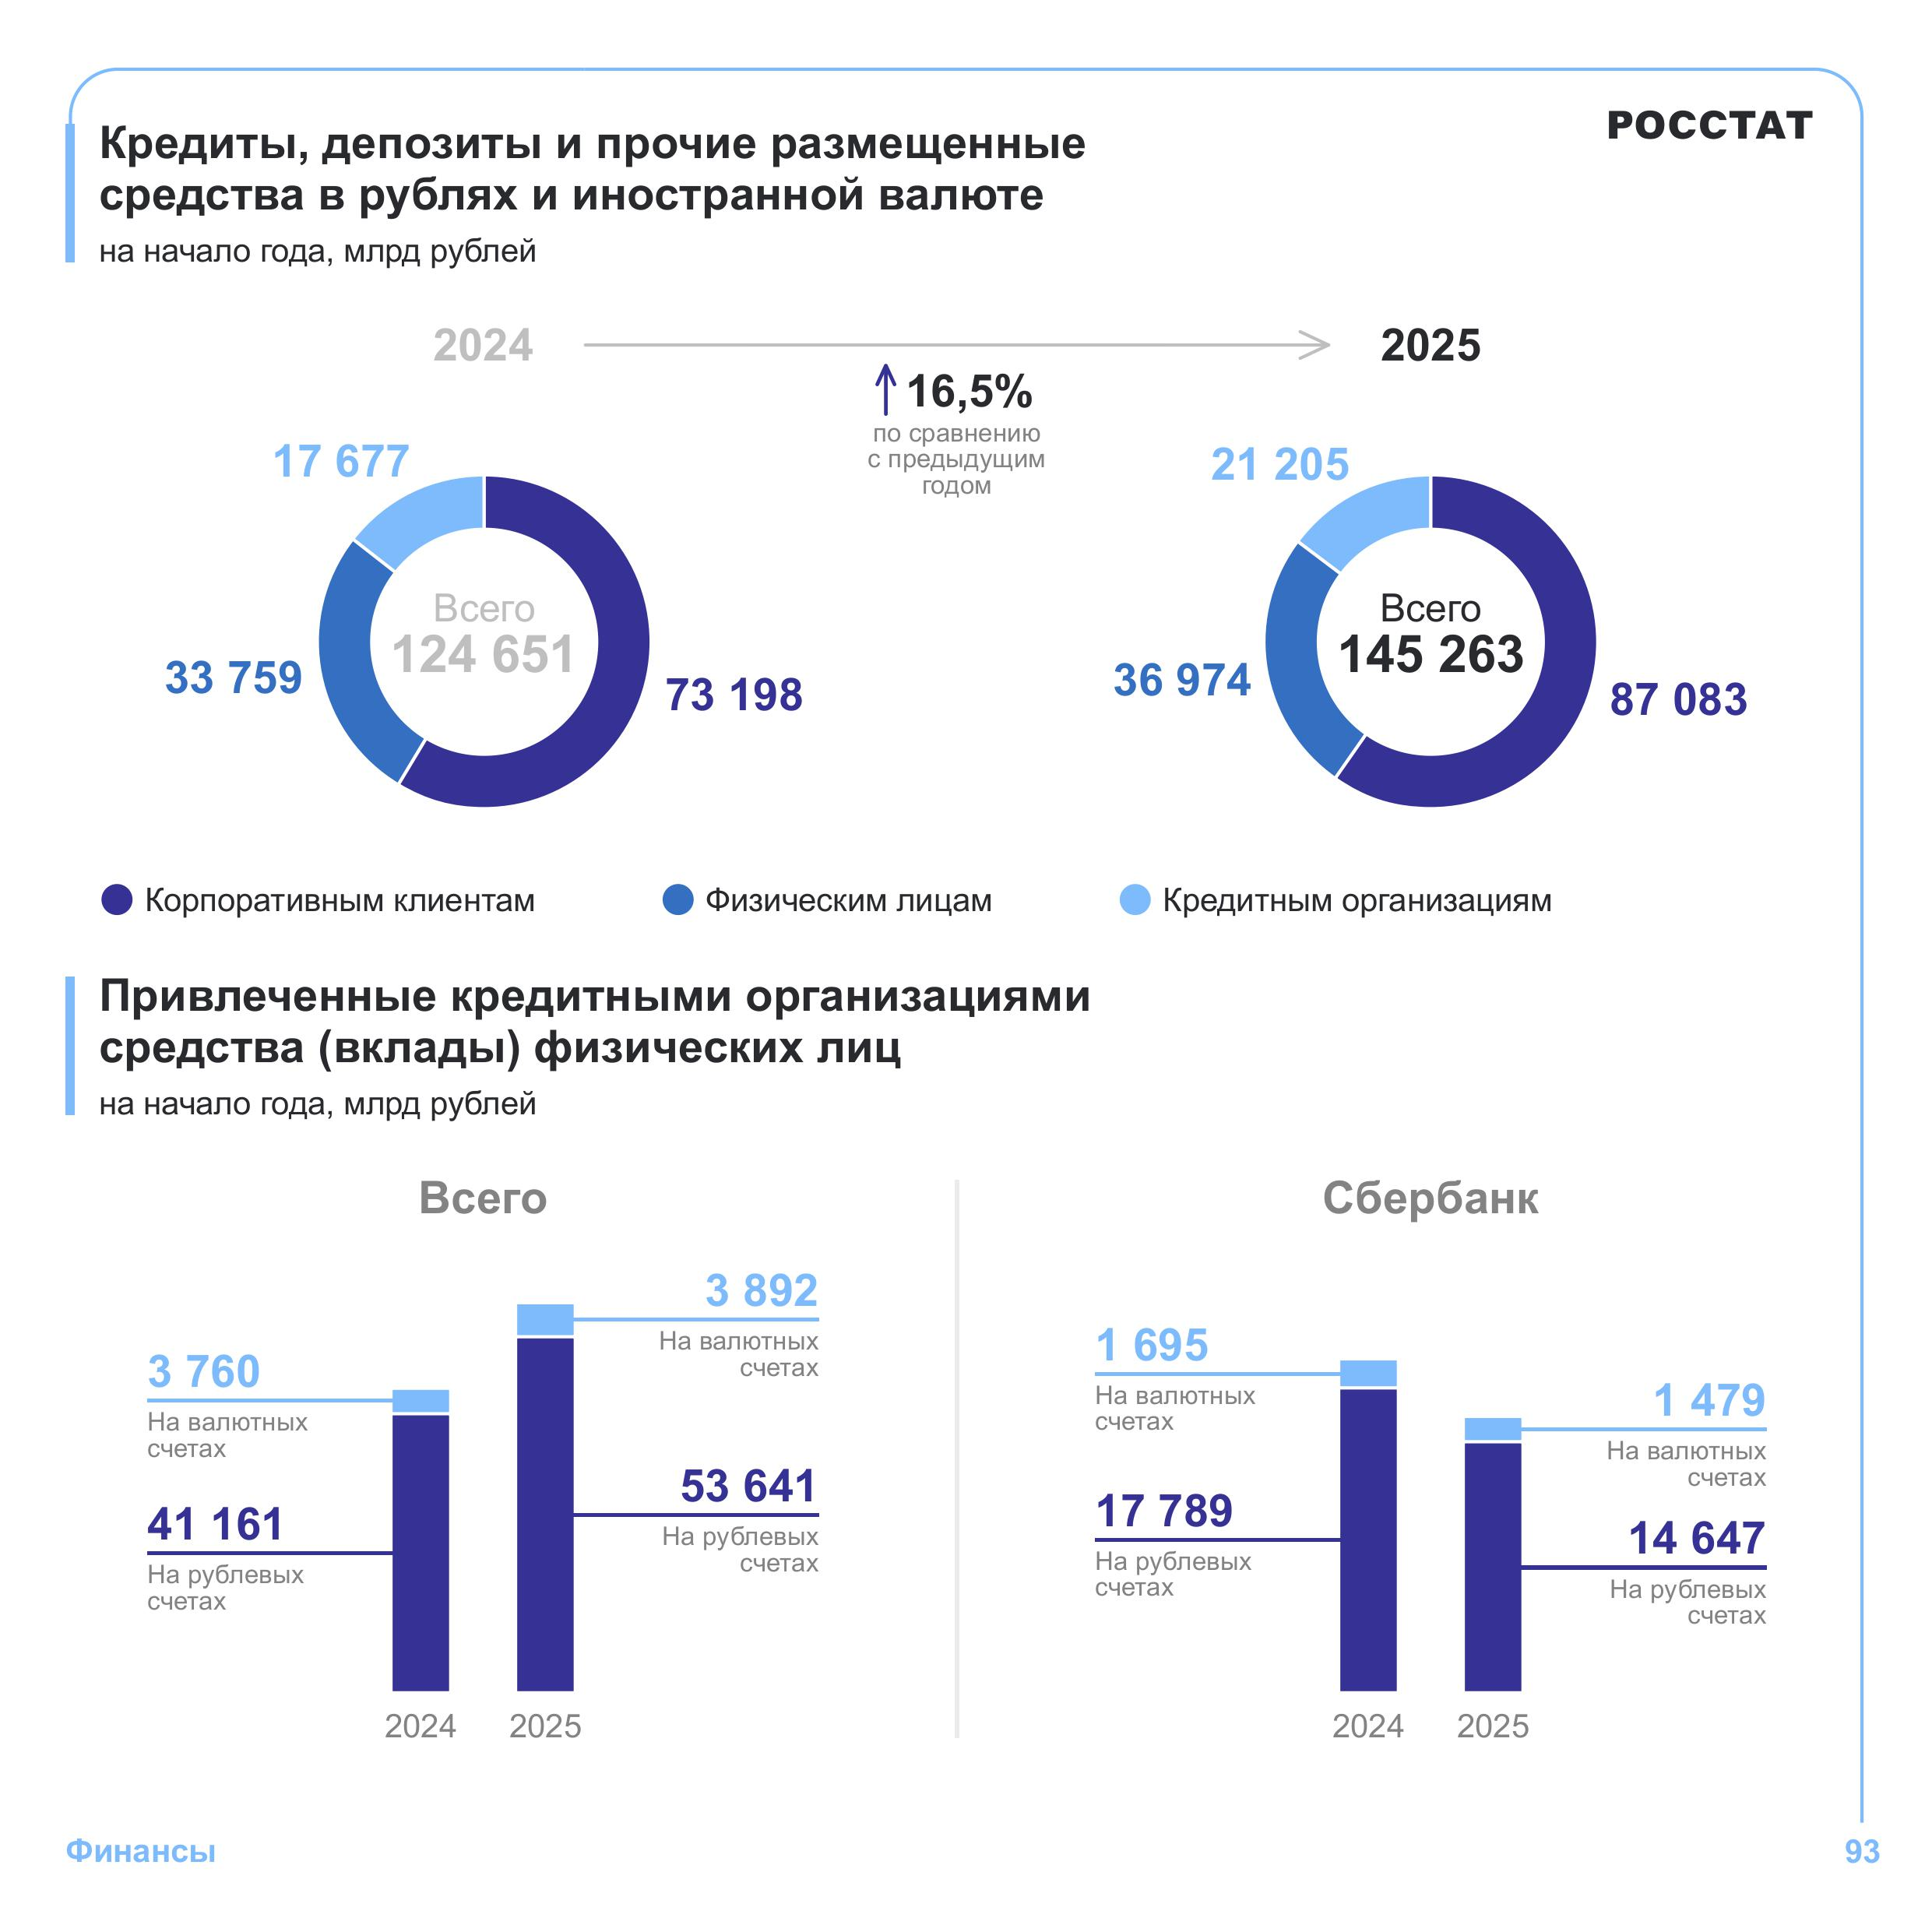 РОССТАТ
Кредиты, депозиты и прочие размещенные
средства в рублях и иностранной валюте
на начало года, млрд рублей
2024
2025
16,5%
по сравнению
с предыдущим
годом
17 677
33 759
73 198
Всего
124 651
21 205
36 974
87 083
Всего
145 263
Корпоративным клиентам
Физическим лицам
Кредитным организациям
Привлеченные кредитными организациями
средства (вклады) физических лиц
на начало года, млрд рублей
Всего
3 760
На валютных
счетах
41 161
На рублевых
счетах
3 892
На валютных
счетах
53 641
На рублевых
счетах
2024
2025
Сбербанк
1 695
На валютных
счетах
17 789
На рублевых
счетах
1 479
На валютных
счетах
14 647
На рублевых
счетах
2024
2025
Финансы
93